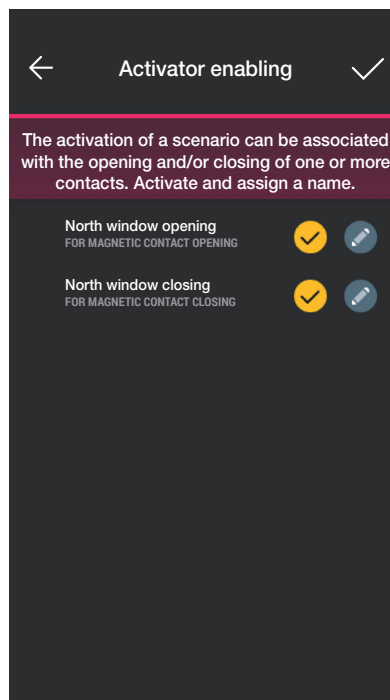 Activator enabling
The activation of a scenario can be associated
with the opening and/or closing of one or more
contacts. Activate and assign a name.
North window opening
FOR MAGNETIC CONTACT OPENING
North window closing
FOR MAGNETIC CONTACT CLOSING